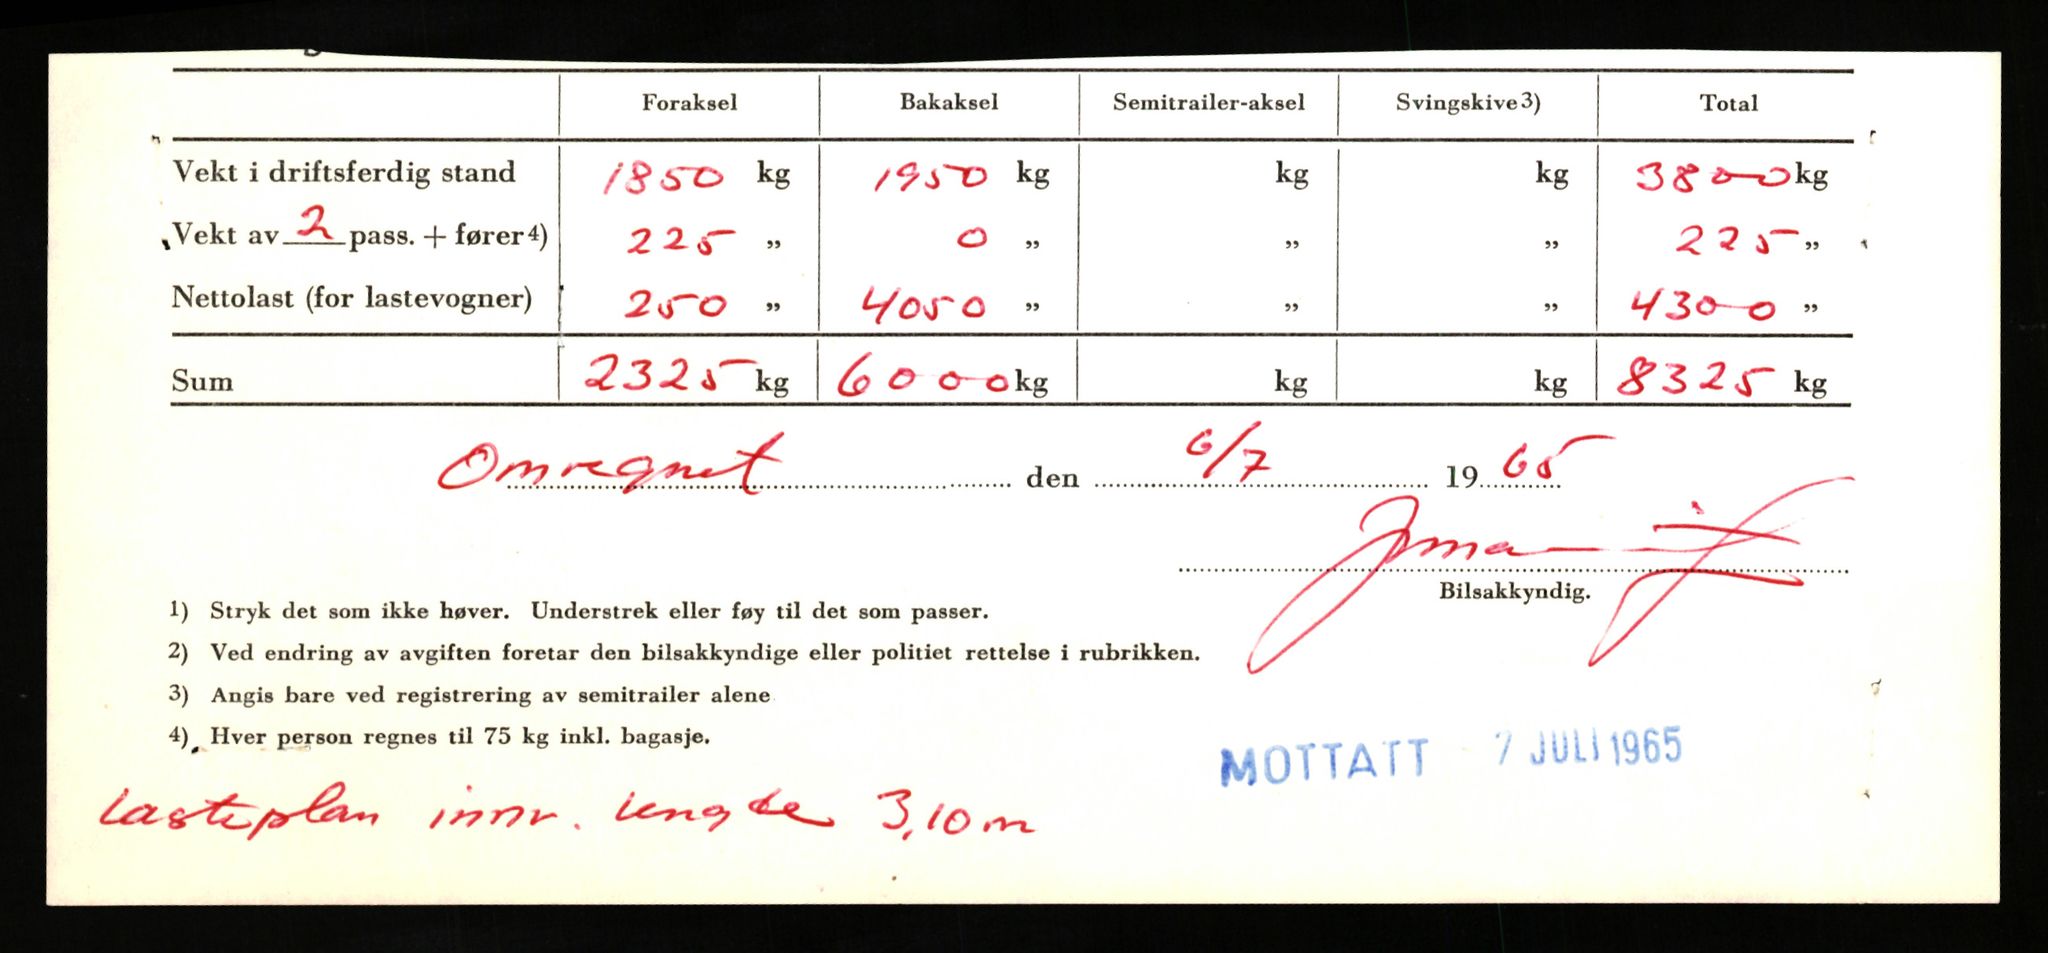 Foraksel Bakaksel Semitrailer-aksel Svingskive 3) Total
Vekt i driftsferdig stand 1850 kg 1950 kg kg kg 3800 kg
Vekt av 2 pass. + fører 4) 225 „ 0 „ „ „ 225 „
Nettolast (for lastevogner) 250 „ 4050 „ „ „ 4300 „
Sum 2325 kg 6000 kg kg kg 8325 kg
Omregnet den 6/7 1965
Bilsakkyndig.
1) Stryk det som ikke høver. Understrek eller føy til det som passer.
2) Ved endring av avgiften foretar den bilsakkyndige eller politiet rettelse i rubrikken.
3) Angis bare ved registrering av semitrailer alene
4) Hver person regnes til 75 kg inkl. bagasje.
MOTTATT 7 JULI 1965
Lasteplan innv. lengde 3,10 m